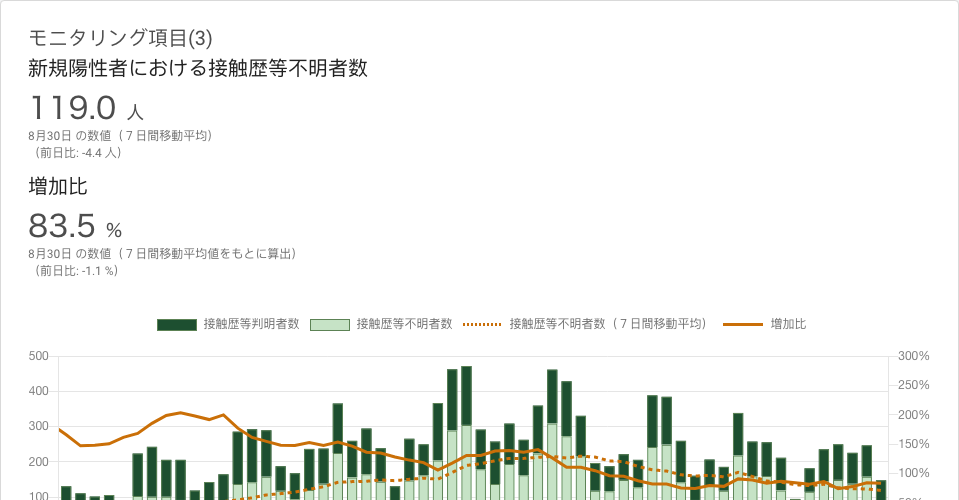 モニタリング項目(3)
新規陽性者における接触歴等不明者数
119.0 人
8月30日 の数値（７日間移動平均）
（前日比: -4.4 人）
増加比
83.5 %
8月30日 の数値（７日間移動平均値をもとに算出）
（前日比: -1.1 %）
接触歴等判明者数 接触歴等不明者数 接触歴等不明者数（７日間移動平均） 増加比
500 300%
250%
400
200%
300
150%
200
100%
100